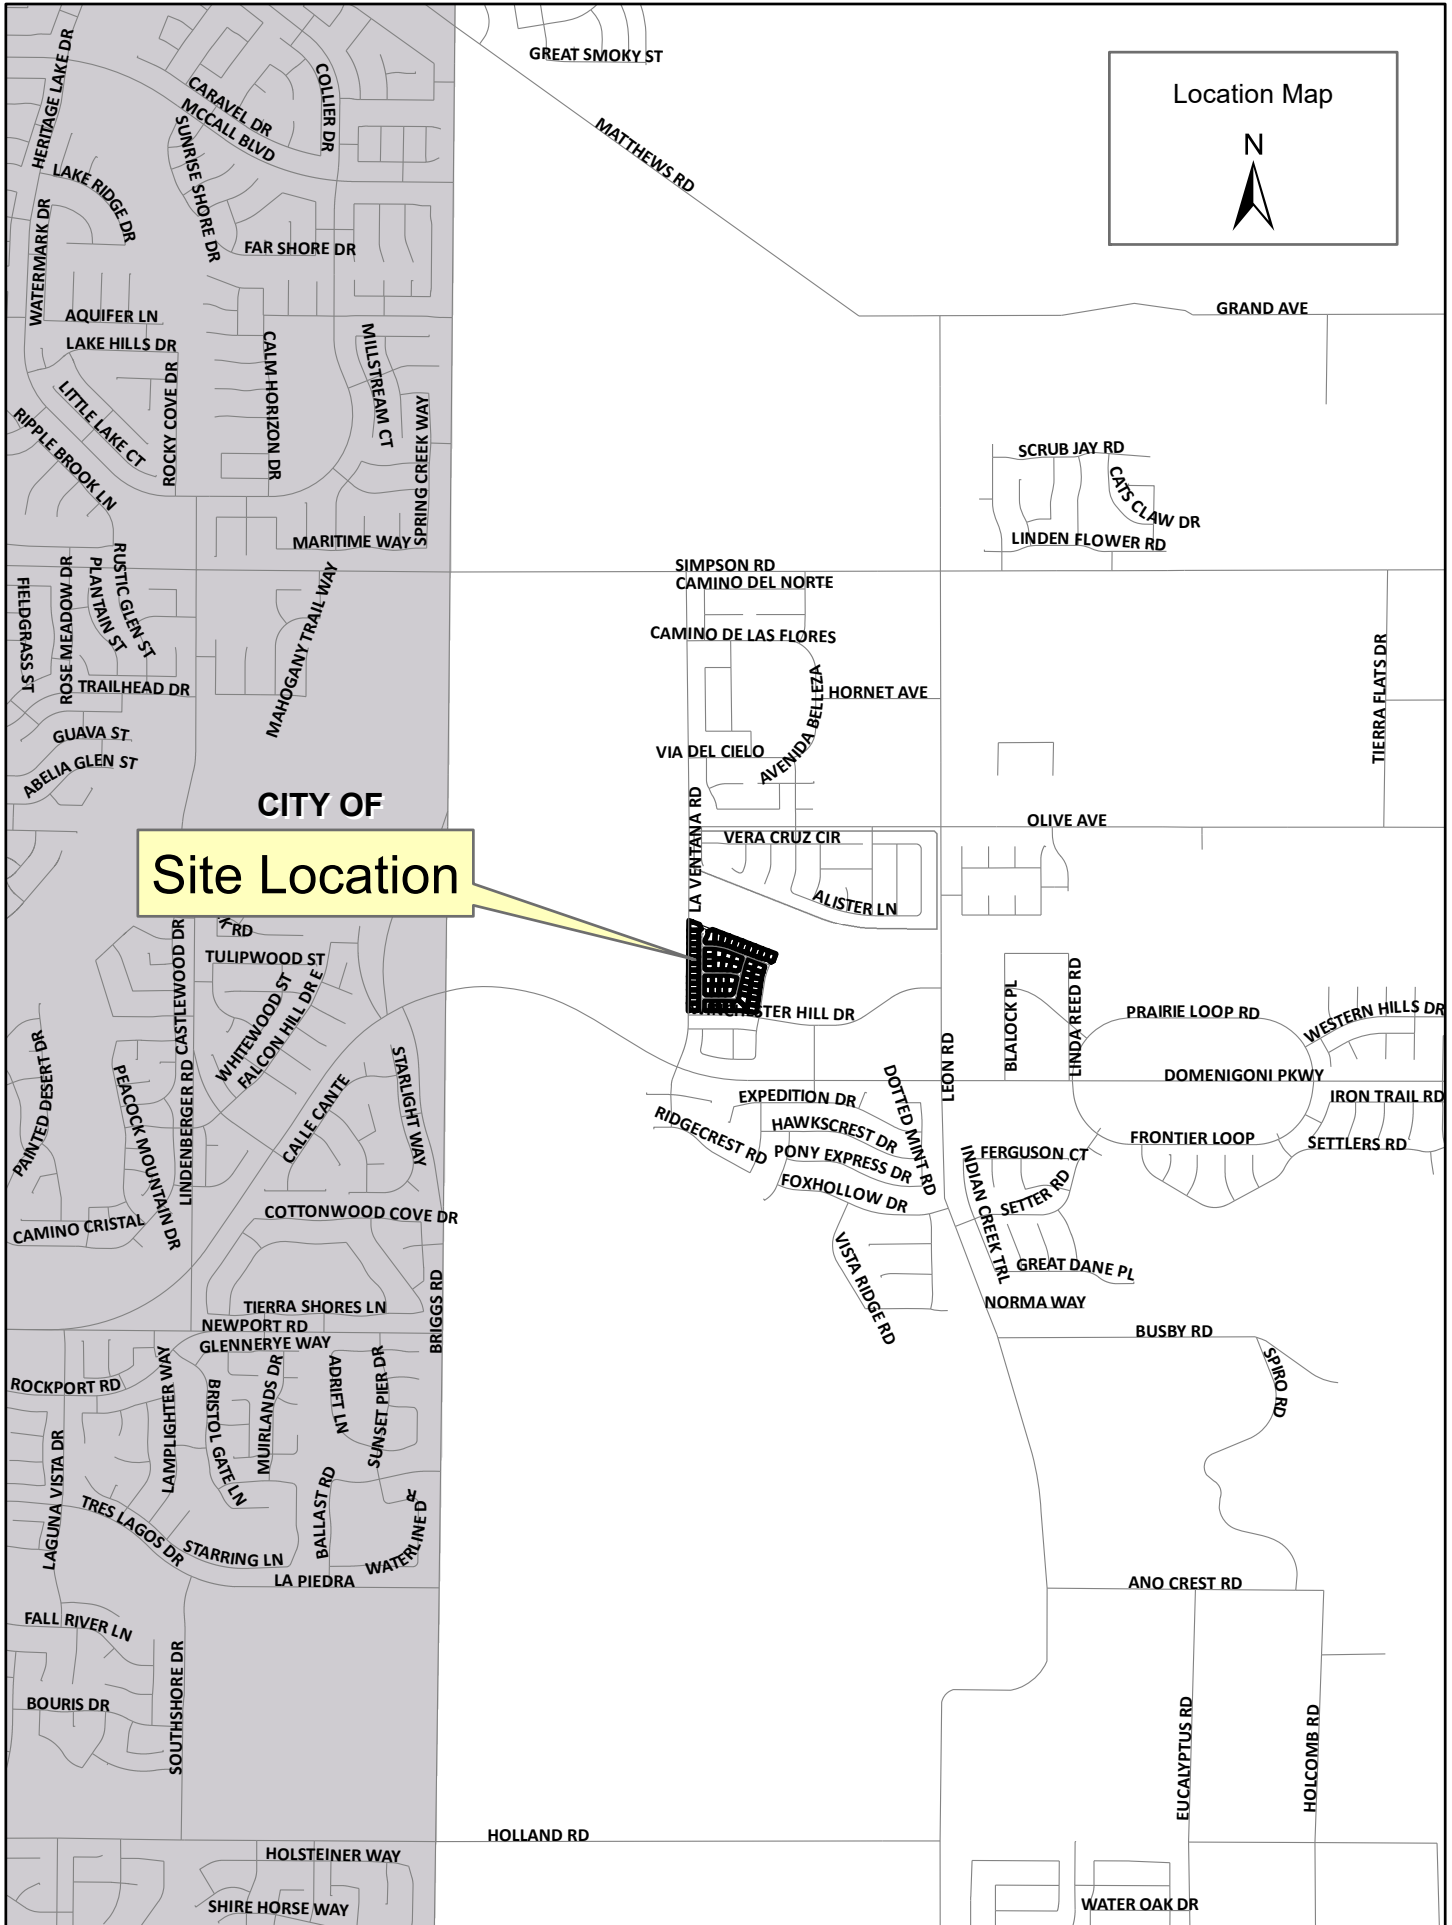 GREAT SMOKY ST
Location Map
N
HERITAGE LAKE DR
CARAVEL DR
COLLIER DR
MCCALL BLVD
SUNRISE SHORE DR
MATTHEWS RD
LAKE RIDGE DR
WATERMARK DR
FAR SHORE DR
AQUIFER LN
GRAND AVE
LAKE HILLS DR
CALM HORIZON DR
MILLSTREAM CT
ROCKY COVE DR
LITTLE LAKE CT
RIPPLE BROOK LN
SPRING CREEK WAY
SCRUB JAY RD
CATS CLAW DR
MARITIME WAY
LINDEN FLOWER RD
SIMPSON RD
CAMINO DEL NORTE
FIELDGRASS ST
ROSE MEADOW DR
PLANTAIN ST
RUSTIC GLEN ST
MAHOGANY TRAIL WAY
CAMINO DE LAS FLORES
TIERRA FLATS DR
TRAILHEAD DR
AVENIDA BELLEZA
HORNET AVE
GUAVA ST
ABELIA GLEN ST
VIA DEL CIELO
CITY OF
LA VENTANA RD
OLIVE AVE
VERA CRUZ CIR
Site Location
ALISTER LN
K RD
CASTLEWOOD DR
TULIPWOOD ST
WHITEWOOD ST
FALCON HILL DR E
WINCHESTER HILL DR
BLALOCK PL
LINDA REED RD
PRAIRIE LOOP RD
WESTERN HILLS DR
PAINTED DESERT DR
PEACOCK MOUNTAIN DR
LINDENBERGER RD
STARLIGHT WAY
CALLE CANTE
LEON RD
DOMENIGONI PKWY
EXPEDITION DR
DOTTED MINT RD
IRON TRAIL RD
RIDGECREST RD
HAWKSCREST DR
FRONTIER LOOP
SETTLERS RD
PONY EXPRESS DR
FERGUSON CT
INDIAN CREEK TRL
SETTER RD
FOXHOLLOW DR
CAMINO CRISTAL
COTTONWOOD COVE DR
VISTA RIDGE RD
GREAT DANE PL
BRIGGS RD
TIERRA SHORES LN
NORMA WAY
NEWPORT RD
GLENNERYE WAY
BUSBY RD
SPIRO RD
ROCKPORT RD
LAMPLIGHTER WAY
BRISTOL GATE LN
MUIRLANDS DR
ADRIFT LN
SUNSET PIER DR
LAGUNA VISTA DR
TRES LAGOS DR
STARRING LN
BALLAST RD
WATERLINE D
R
LA PIEDRA
ANO CREST RD
FALL RIVER LN
SOUTHSHORE DR
BOURIS DR
EUCALYPTUS RD
HOLCOMB RD
HOLLAND RD
HOLSTEINER WAY
SHIRE HORSE WAY
WATER OAK DR